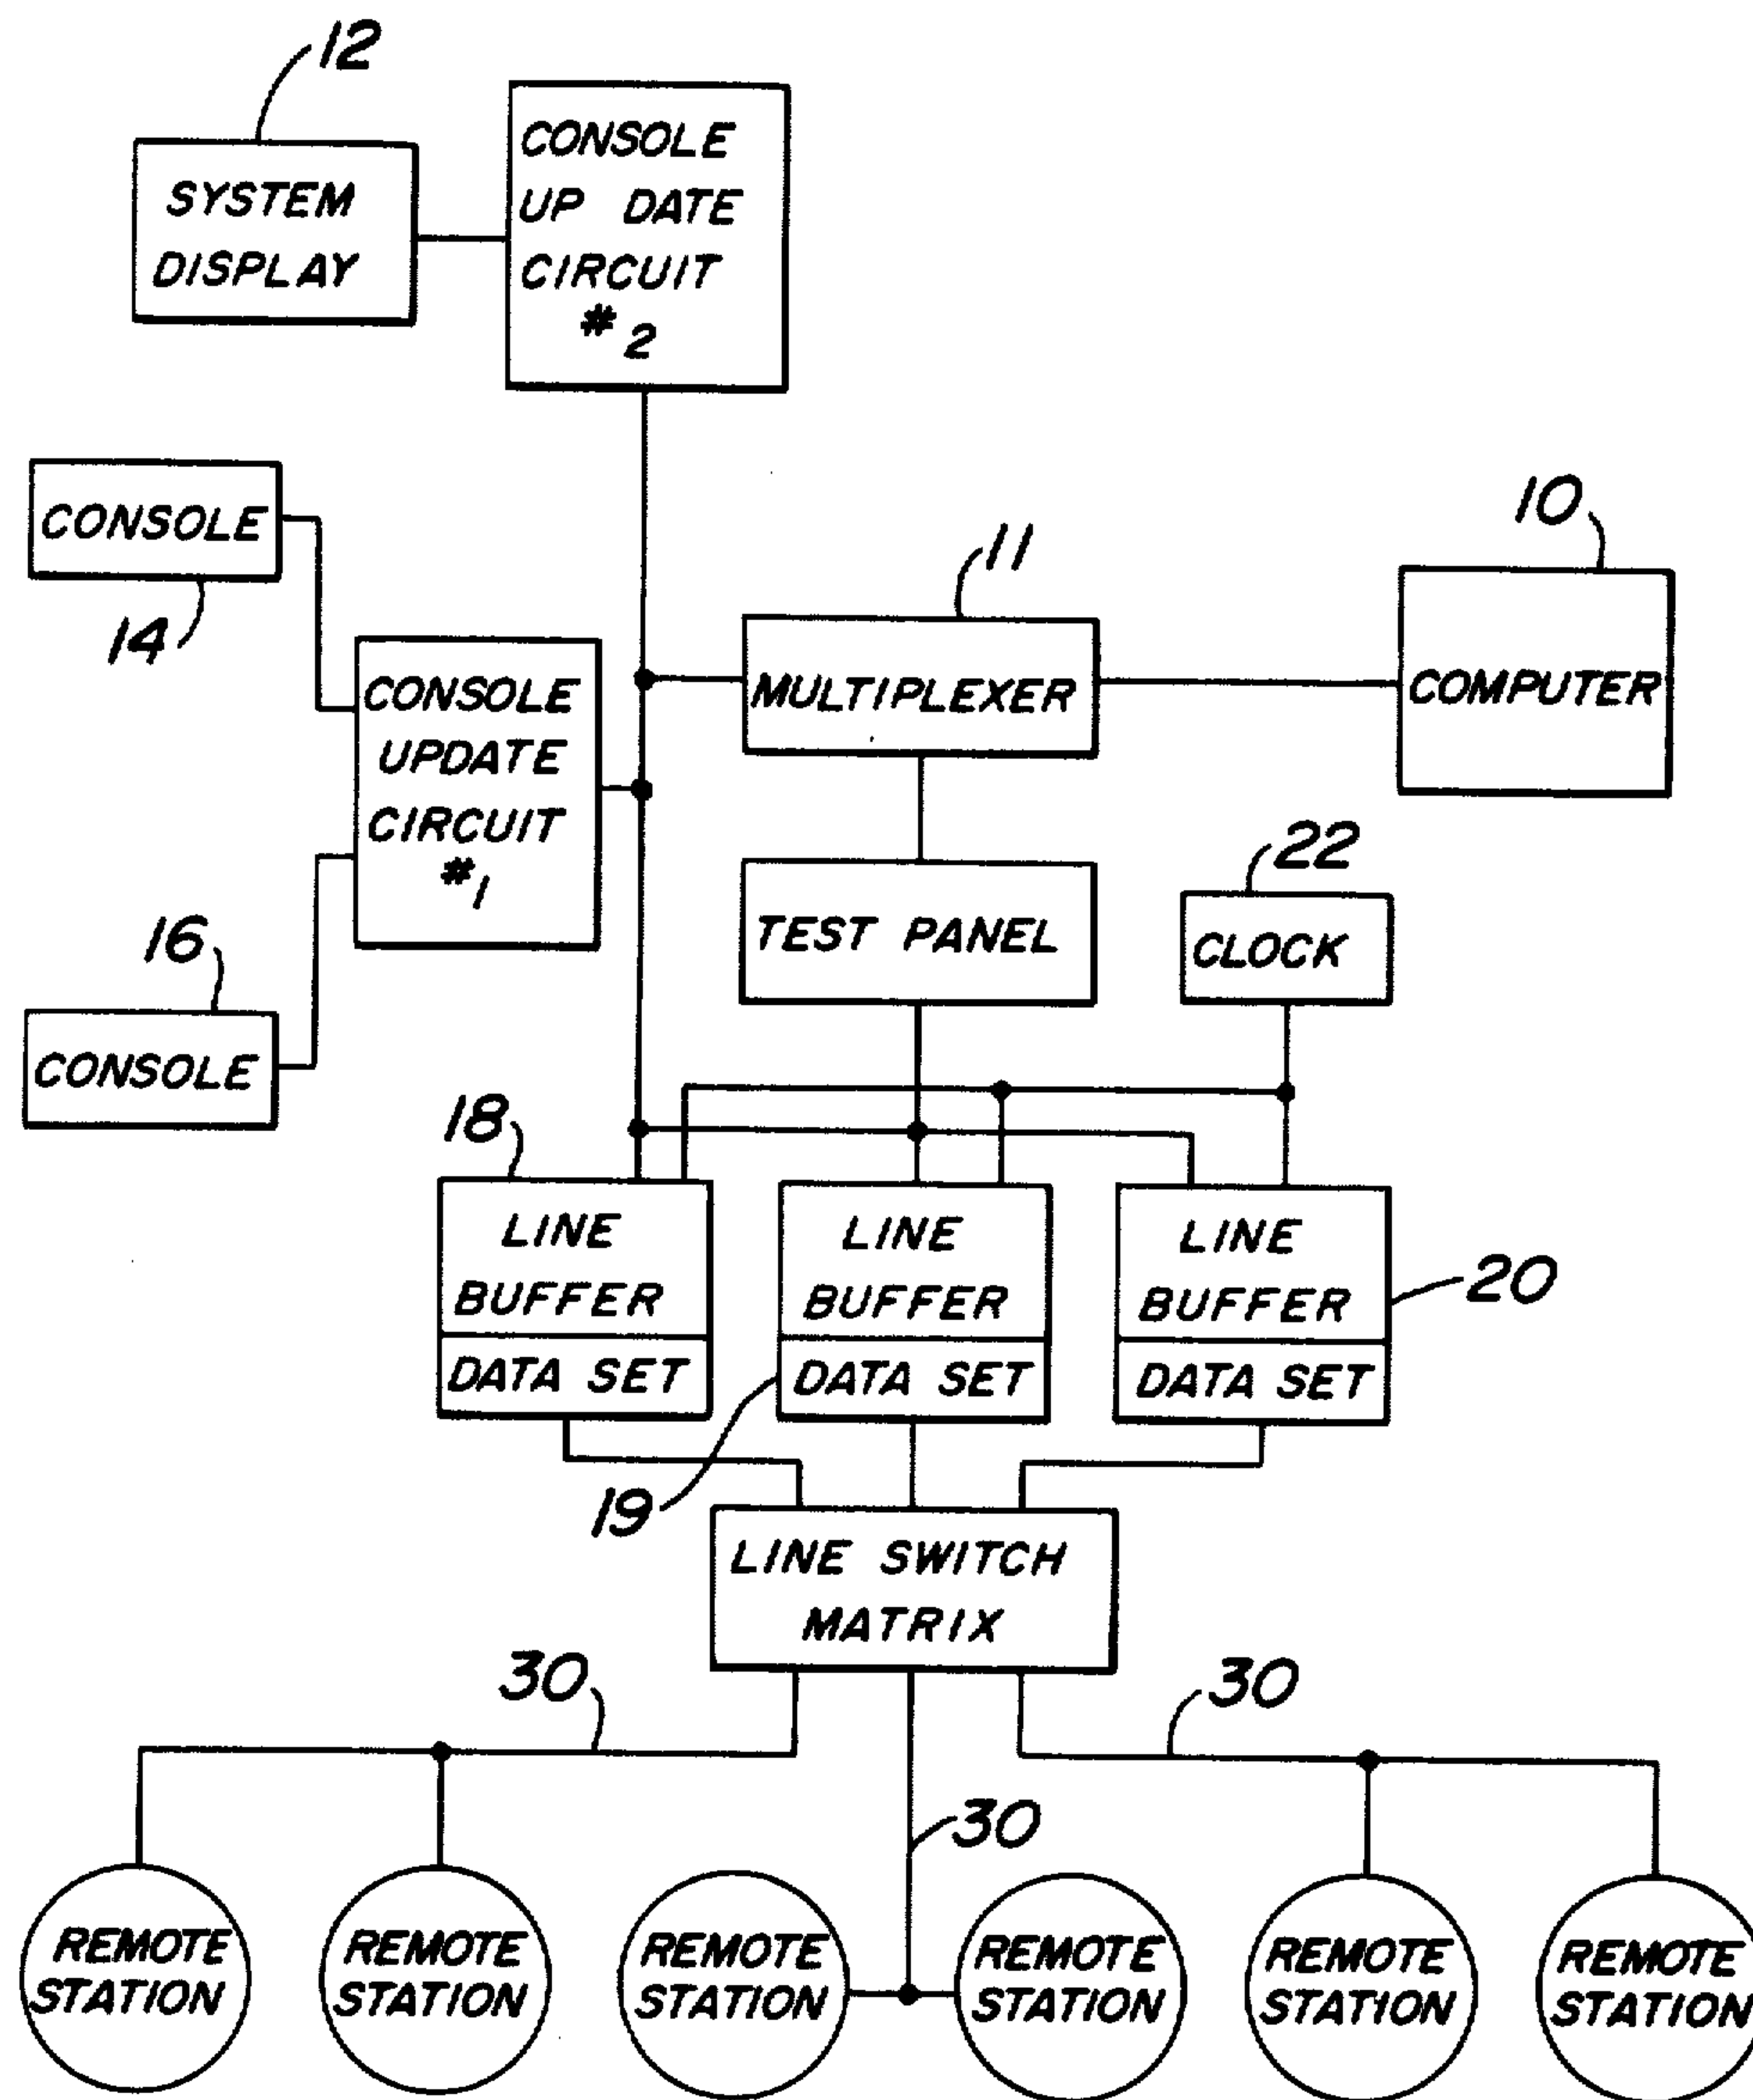 12
SYSTEM
DISPLAY
CONSOLE
UP DATE
CIRCUIT
#2
CONSOLE
14
10
11
MULTIPLEXER
COMPUTER
CONSOLE
UPDATE
CIRCUIT
#1
22
TEST PANEL
CLOCK
16
CONSOLE
18
LINE
BUFFER
DATA SET
LINE
BUFFER
DATA SET
LINE
BUFFER
DATA SET
20
19
LINE SWITCH
MATRIX
30
30
30
REMOTE
STATION
REMOTE
STATION
REMOTE
STATION
REMOTE
STATION
REMOTE
STATION
REMOTE
STATION